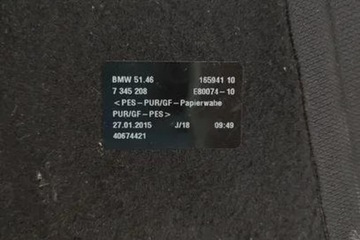 BMW 51.46 165941 10
7 345 208 E80074-10
<PES-PUR/GF-Papierwabe
PUR/GF-PES>
27.01.2015 J/18 09:49
40674421